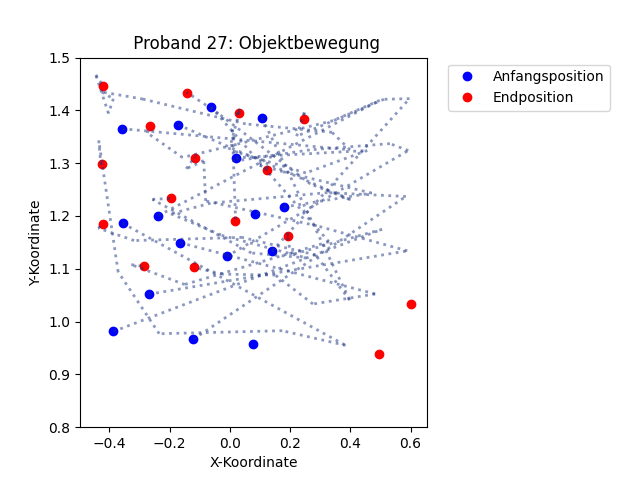 Proband 27: Objektbewegung
Anfangsposition
Endposition
Y-Koordinate
1.5
1.4
1.3
1.2
1.1
1.0
0.9
0.8
−0.4 −0.2 0.0 0.2 0.4 0.6
X-Koordinate